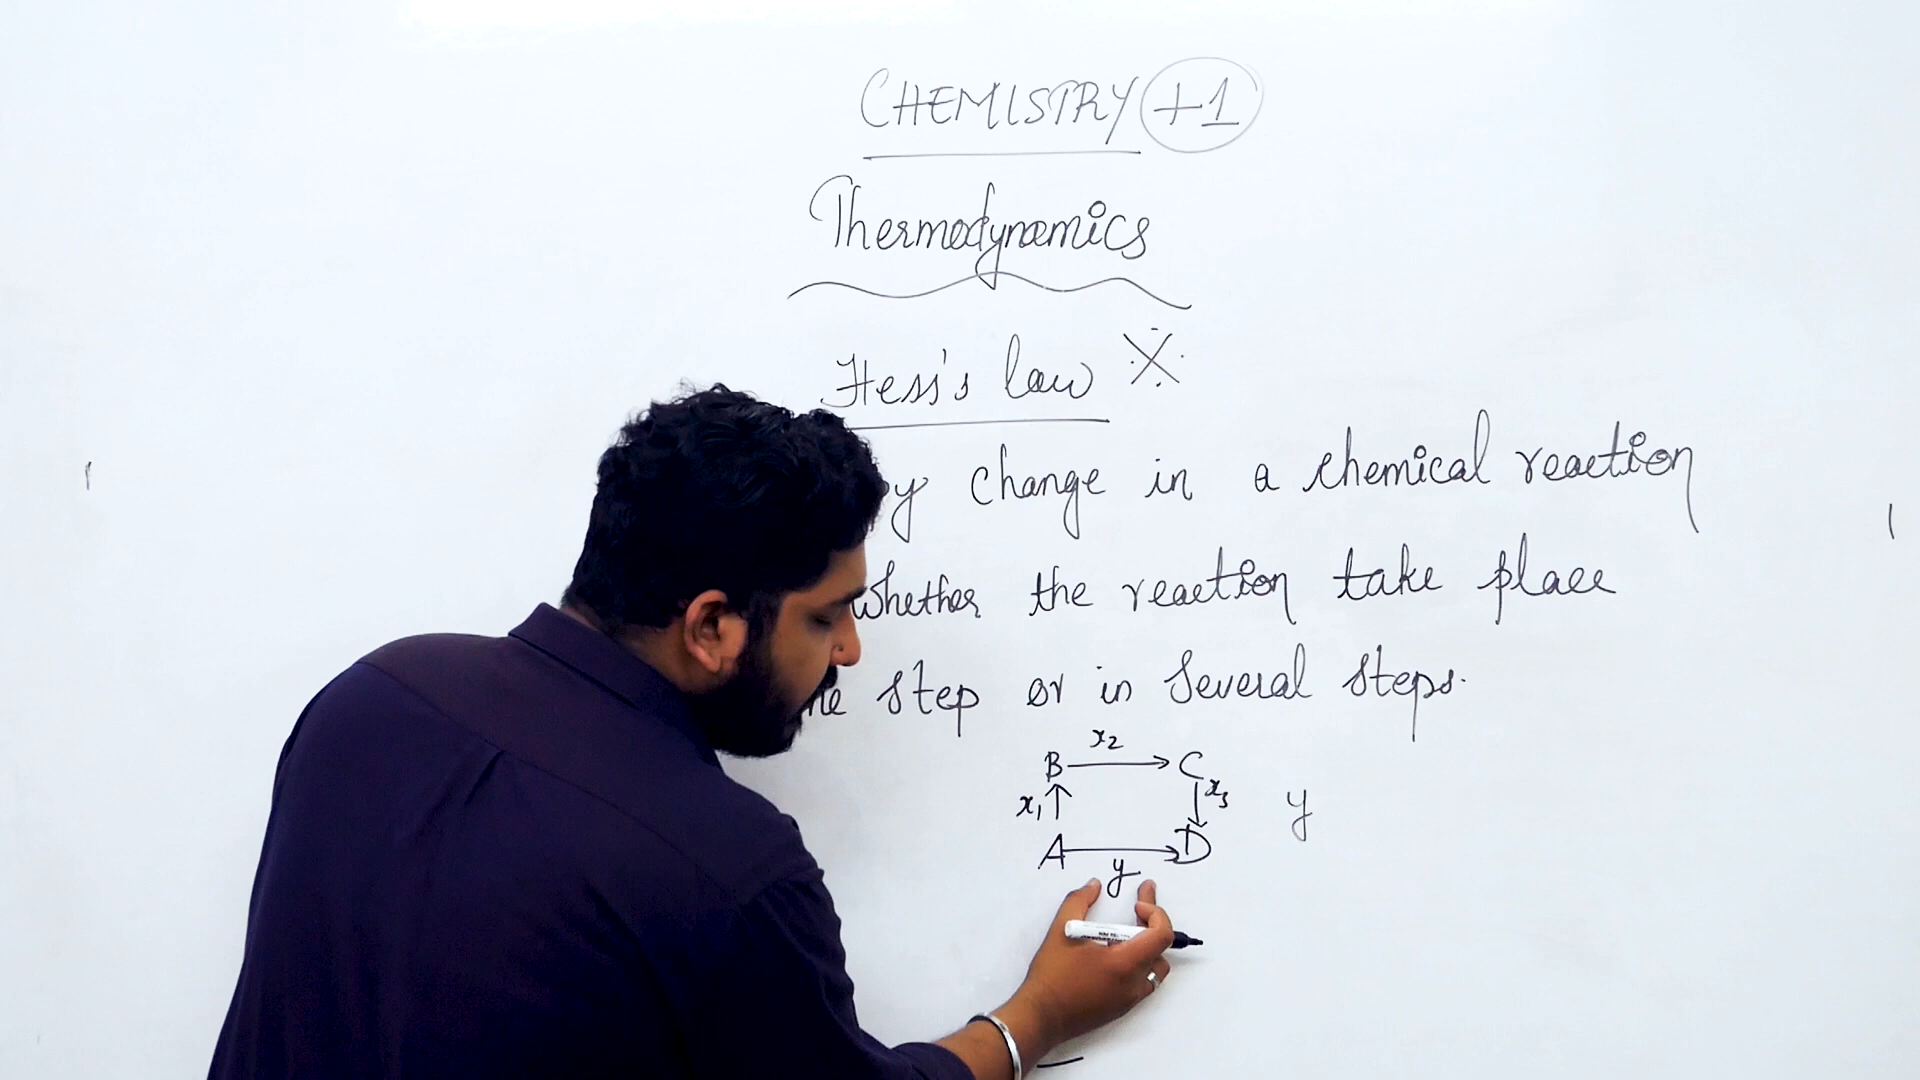 CHEMISTRY +1
Thermodynamics
Hess's law
change in a chemical reaction
whether the reaction take place
step or in several steps.
x2
B → C
x1 ↑ ↓ x3 y
A → D
y